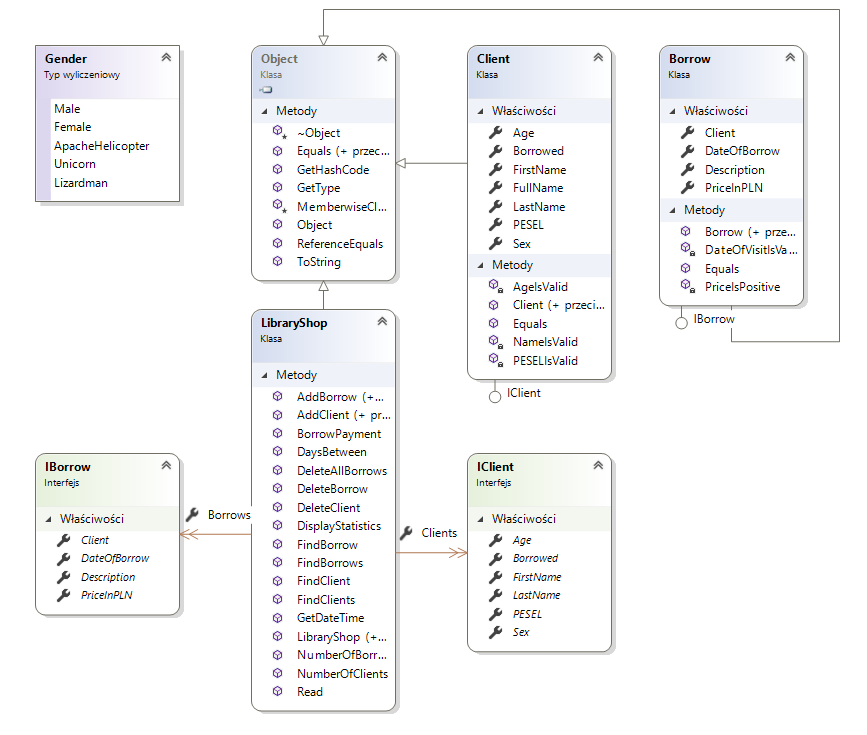 Gender
Typ wyliczeniowy
Male
Female
ApacheHelicopter
Unicorn
Lizardman
Object
Klasa
Metody
~Object
Equals (+ przec...
GetHashCode
GetType
MemberwiseCl...
Object
ReferenceEquals
ToString
Client
Klasa
Właściwości
Age
Borrowed
FirstName
FullName
LastName
PESEL
Sex
Metody
AgeIsValid
Client (+ przeci...
Equals
NameIsValid
PESELIsValid
IClient
Borrow
Klasa
Właściwości
Client
DateOfBorrow
Description
PriceInPLN
Metody
Borrow (+ prze...
DateOfVisitIsVa...
Equals
PriceIsPositive
IBorrow
LibraryShop
Klasa
Metody
AddBorrow (+...
AddClient (+ pr...
BorrowPayment
DaysBetween
DeleteAllBorrows
DeleteBorrow
DeleteClient
DisplayStatistics
FindBorrow
FindBorrows
FindClient
FindClients
GetDateTime
LibraryShop (+...
NumberOfBorr...
NumberOfClients
Read
IBorrow
Interfejs
Właściwości
Client
DateOfBorrow
Description
PriceInPLN
Borrows
Clients
IClient
Interfejs
Właściwości
Age
Borrowed
FirstName
LastName
PESEL
Sex